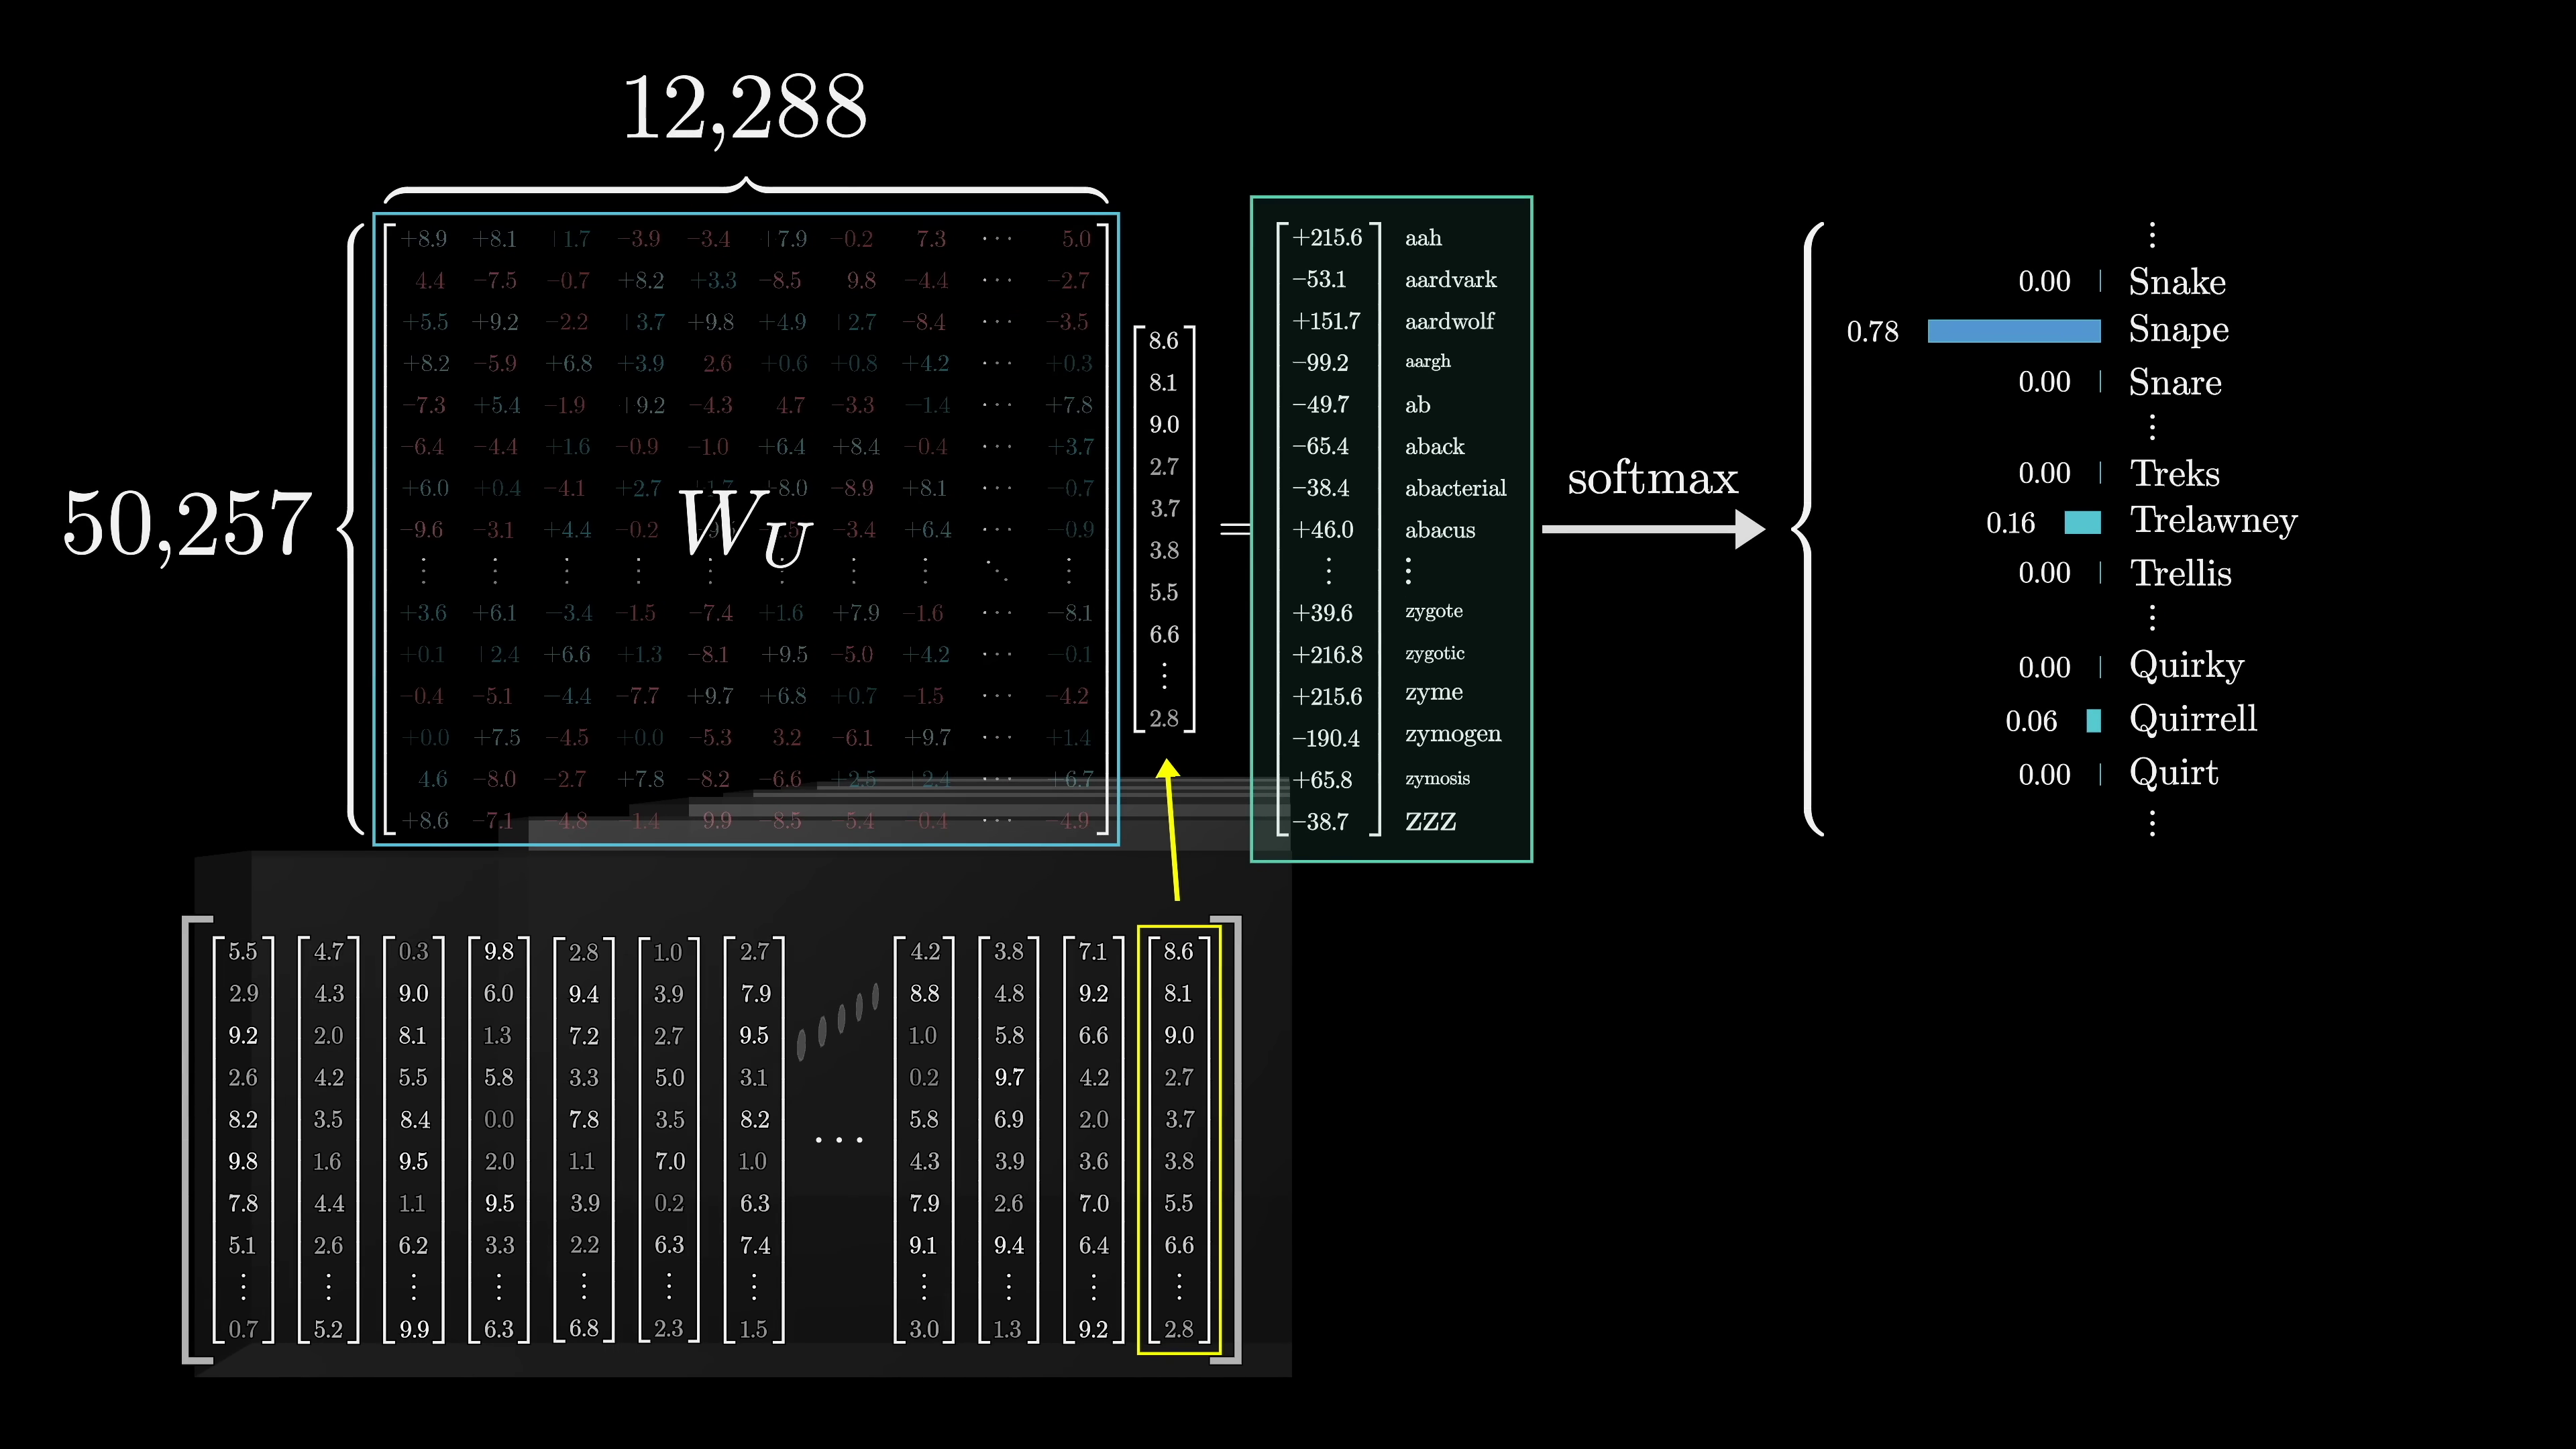 12,288
50,257
+8.9 +8.1 1.7 −3.9 −3.4 7.9 −0.2 7.3 ⋯ 5.0
4.4 −7.5 −0.7 +8.2 +3.3 −8.5 9.8 −4.4 ⋯ −2.7
+5.5 +9.2 −2.2 3.7 +9.8 +4.9 2.7 −8.4 ⋯ −3.5
+8.2 −5.9 +6.8 +3.9 2.6 +0.6 +0.8 +4.2 ⋯ +0.3
−7.3 +5.4 −1.9 +9.2 −4.3 4.7 −3.3 −1.4 ⋯ +7.8
−6.4 −4.4 +1.6 −0.9 −1.0 +6.4 +8.4 −0.4 ⋯ +3.7
+6.0 +0.4 −4.1 +2.7 −8.0 −8.9 +8.1 ⋯ −0.7
−9.6 −3.1 +4.4 −0.2 −3.4 +6.4 ⋯ −0.9
W_U
+3.6 +6.1 −3.4 −1.5 −7.4 +1.6 +7.9 −1.6 ⋯ −8.1
+0.1 2.4 +6.6 +1.3 −8.1 +9.5 −5.0 +4.2 ⋯ −0.1
−0.4 −5.1 −4.4 −7.7 +9.7 +6.8 +0.7 −1.5 ⋯ −4.2
+0.0 +7.5 −4.5 +0.0 −5.3 3.2 −6.1 +9.7 ⋯ +1.4
4.6 −8.0 −2.7 +7.8 −8.2 −6.6 +2.5 +2.4 ⋯ +6.7
+8.6 −7.1 −4.8 −1.4 9.9 −8.5 −5.4 −0.4 ⋯ −4.9
8.6
8.1
9.0
2.7
3.7
3.8
5.5
6.6
⋮
2.8
=
+215.6 aah
−53.1 aardvark
+151.7 aardwolf
−99.2 aargh
−49.7 ab
−65.4 aback
−38.4 abacterial
+46.0 abacus
⋮ ⋮
+39.6 zygote
+216.8 zygotic
+215.6 zyme
−190.4 zymogen
+65.8 zymosis
−38.7 ZZZ
softmax
⋮
0.00 Snake
0.78 Snape
0.00 Snare
⋮
0.00 Treks
0.16 Trelawney
0.00 Trellis
⋮
0.00 Quirky
0.06 Quirrell
0.00 Quirt
⋮
5.5 4.7 0.3 9.8 2.8 1.0 2.7 4.2 3.8 7.1 8.6
2.9 4.3 9.0 6.0 9.4 3.9 7.9 8.8 4.8 9.2 8.1
9.2 2.0 8.1 1.3 7.2 2.7 9.5 1.0 5.8 6.6 9.0
2.6 4.2 5.5 5.8 3.3 5.0 3.1 0.2 9.7 4.2 2.7
8.2 3.5 8.4 0.0 7.8 3.5 8.2 ⋯ 5.8 6.9 2.0 3.7
9.8 1.6 9.5 2.0 1.1 7.0 1.0 4.3 3.9 3.6 3.8
7.8 4.4 1.1 9.5 3.9 0.2 6.3 7.9 2.6 7.0 5.5
5.1 2.6 6.2 3.3 2.2 6.3 7.4 9.1 9.4 6.4 6.6
⋮ ⋮ ⋮ ⋮ ⋮ ⋮ ⋮ ⋮ ⋮ ⋮ ⋮
0.7 5.2 9.9 6.3 6.8 2.3 1.5 3.0 1.3 9.2 2.8